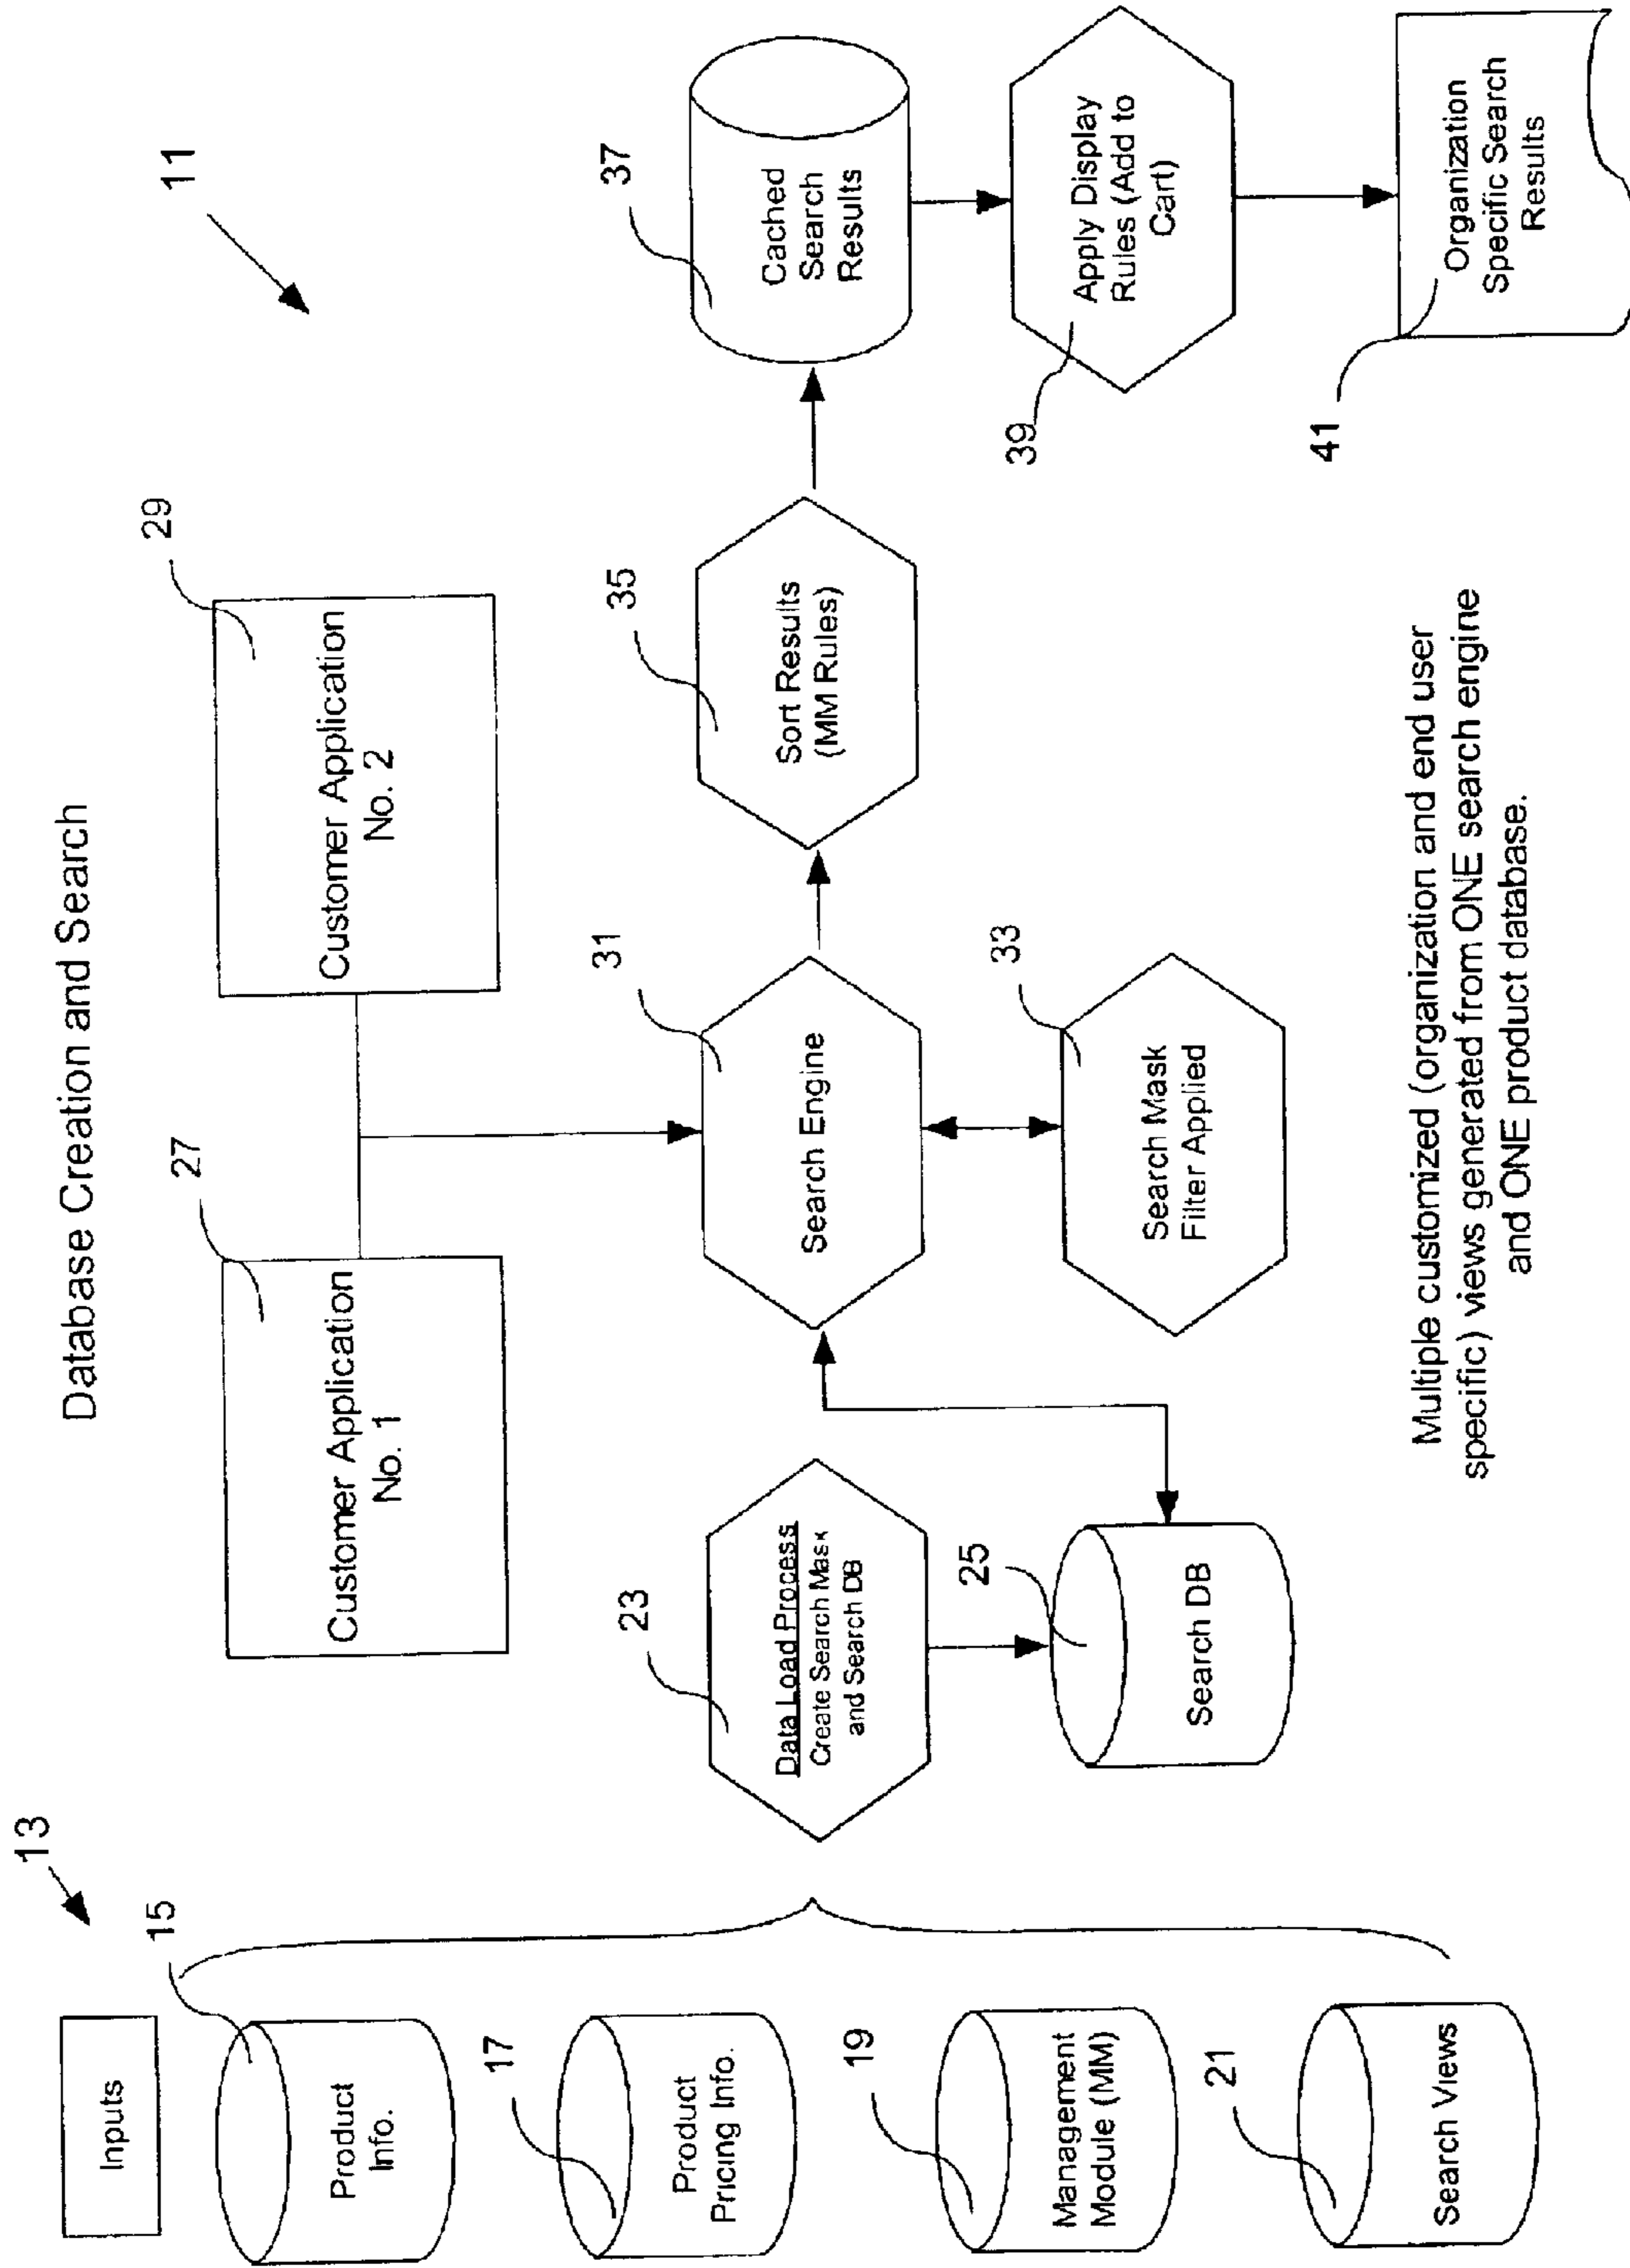 Database Creation and Search
11
13
Inputs
15
Product
Info.
17
Product
Pricing Info.
19
Management
Module (MM)
21
Search Views
23
Data Load Process
Create Search Mask
and Search DB
25
Search DB
27
Customer Application
No. 1
29
Customer Application
No. 2
31
Search Engine
33
Search Mask
Filter Applied
35
Sort Results
(MM Rules)
37
Cached
Search
Results
39
Apply Display
Rules (Add to
Cart)
41
Organization
Specific Search
Results
Multiple customized (organization and end user
specific) views generated from ONE search engine
and ONE product database.